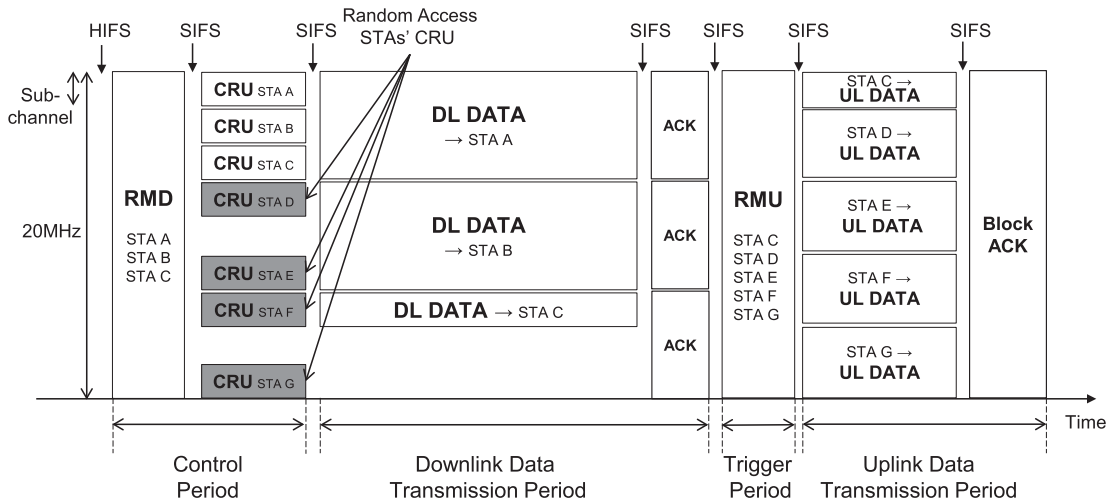 Random Access
STAs' CRU
HIFS
SIFS
SIFS
SIFS
SIFS
SIFS
SIFS
Sub-
channel
20MHz
RMD
STA A
STA B
STA C
CRU STA A
CRU STA B
CRU STA C
CRU STA D
CRU STA E
CRU STA F
CRU STA G
DL DATA
→ STA A
DL DATA
→ STA B
DL DATA → STA C
ACK
ACK
ACK
RMU
STA C
STA D
STA E
STA F
STA G
STA C →
UL DATA
STA D →
UL DATA
STA E →
UL DATA
STA F →
UL DATA
STA G →
UL DATA
Block
ACK
Time
Control
Period
Downlink Data
Transmission Period
Trigger
Period
Uplink Data
Transmission Period